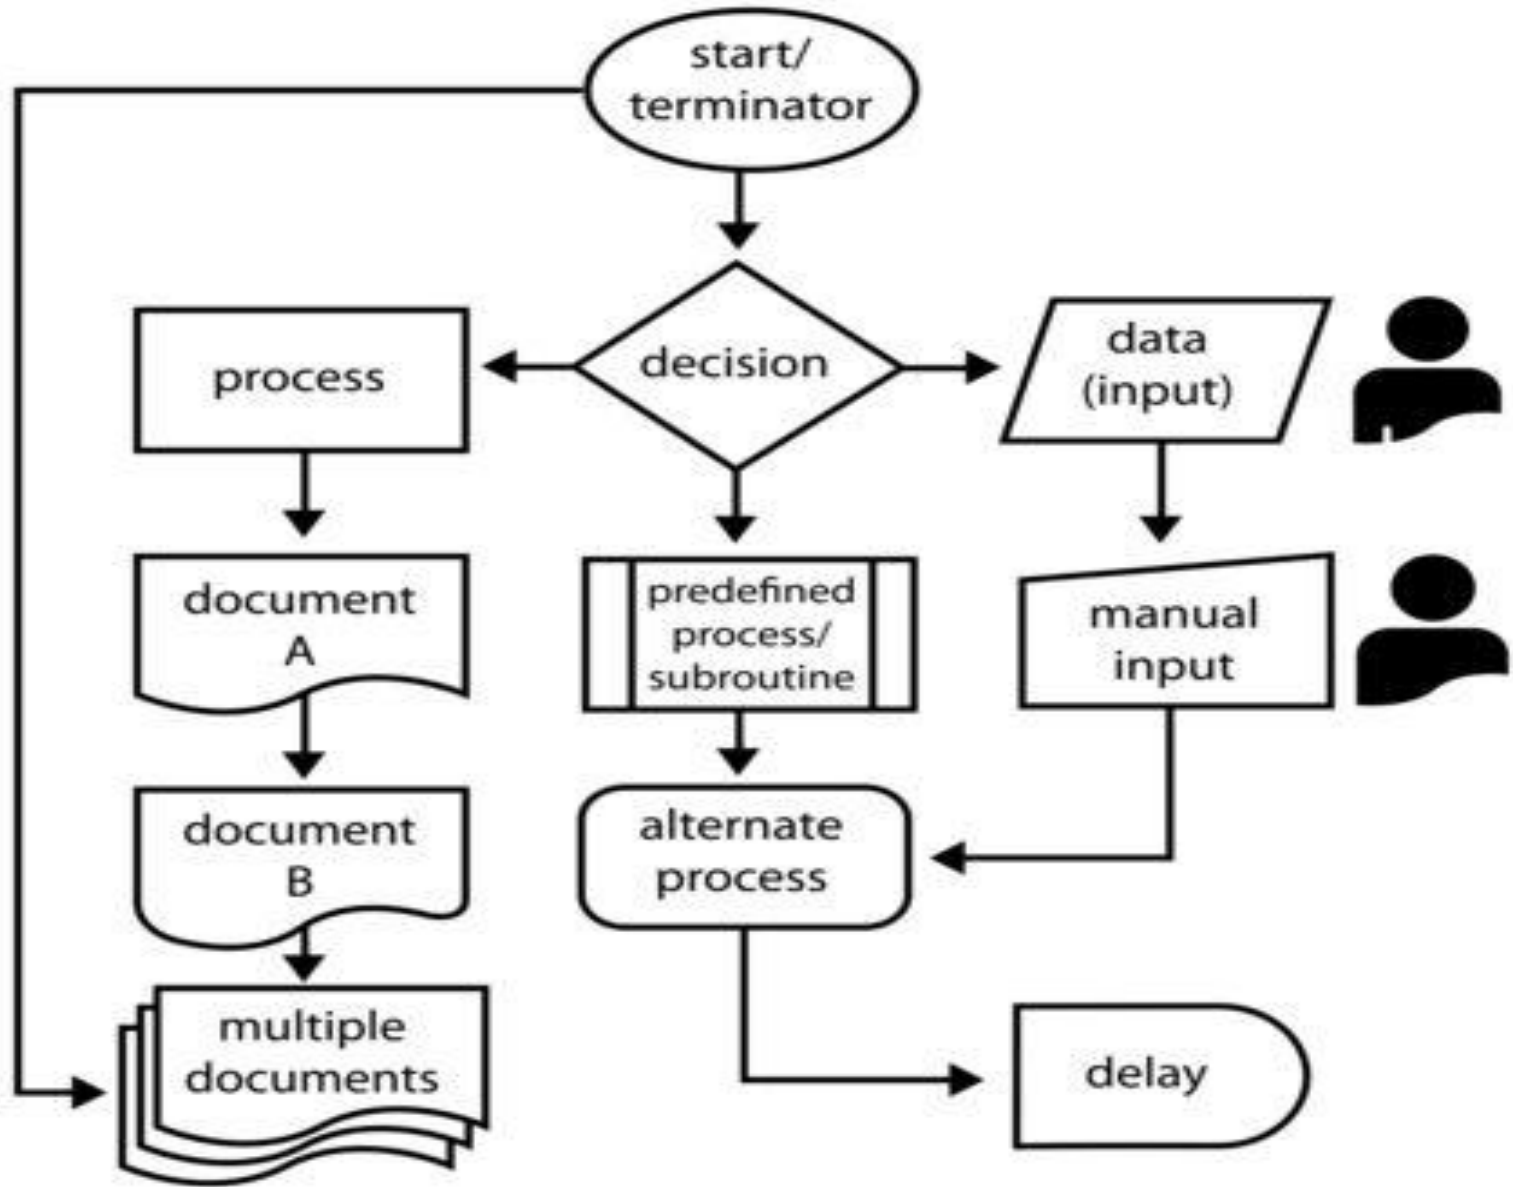 start/
terminator
process
decision
data
(input)
document
A
predefined
process/
subroutine
manual
input
document
B
alternate
process
multiple
documents
delay